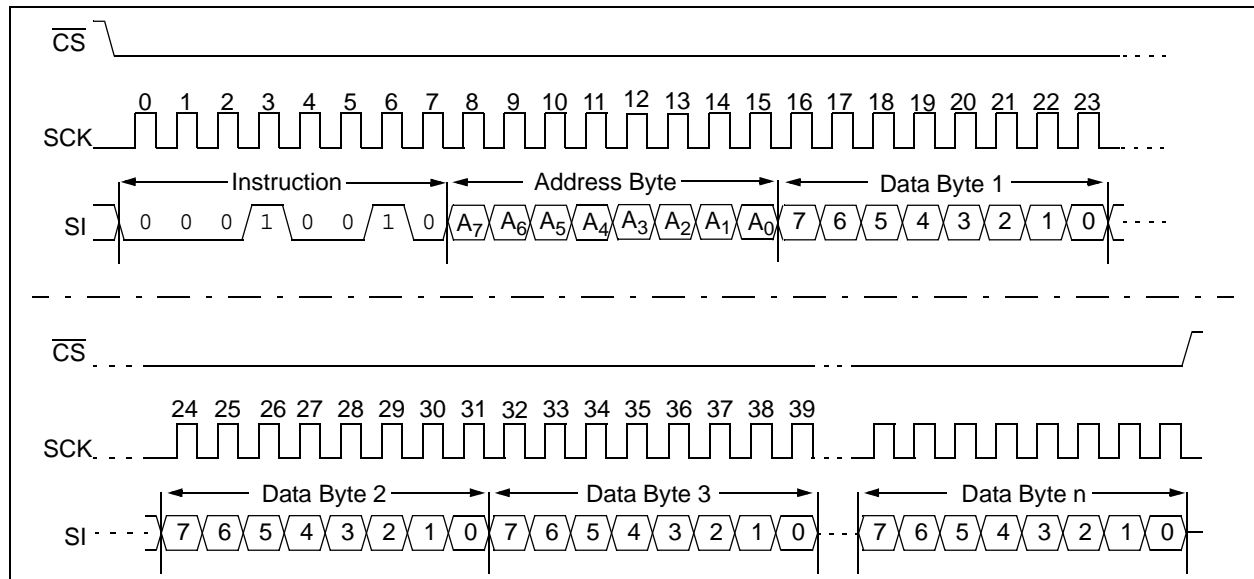 CS
0 1 2 3 4 5 6 7 8 9 10 11 12 13 14 15 16 17 18 19 20 21 22 23
SCK
Instruction Address Byte Data Byte 1
SI 0 0 0 1 0 0 1 0 A7 A6 A5 A4 A3 A2 A1 A0 7 6 5 4 3 2 1 0
CS
24 25 26 27 28 29 30 31 32 33 34 35 36 37 38 39
SCK
Data Byte 2 Data Byte 3 Data Byte n
SI 7 6 5 4 3 2 1 0 7 6 5 4 3 2 1 0 7 6 5 4 3 2 1 0